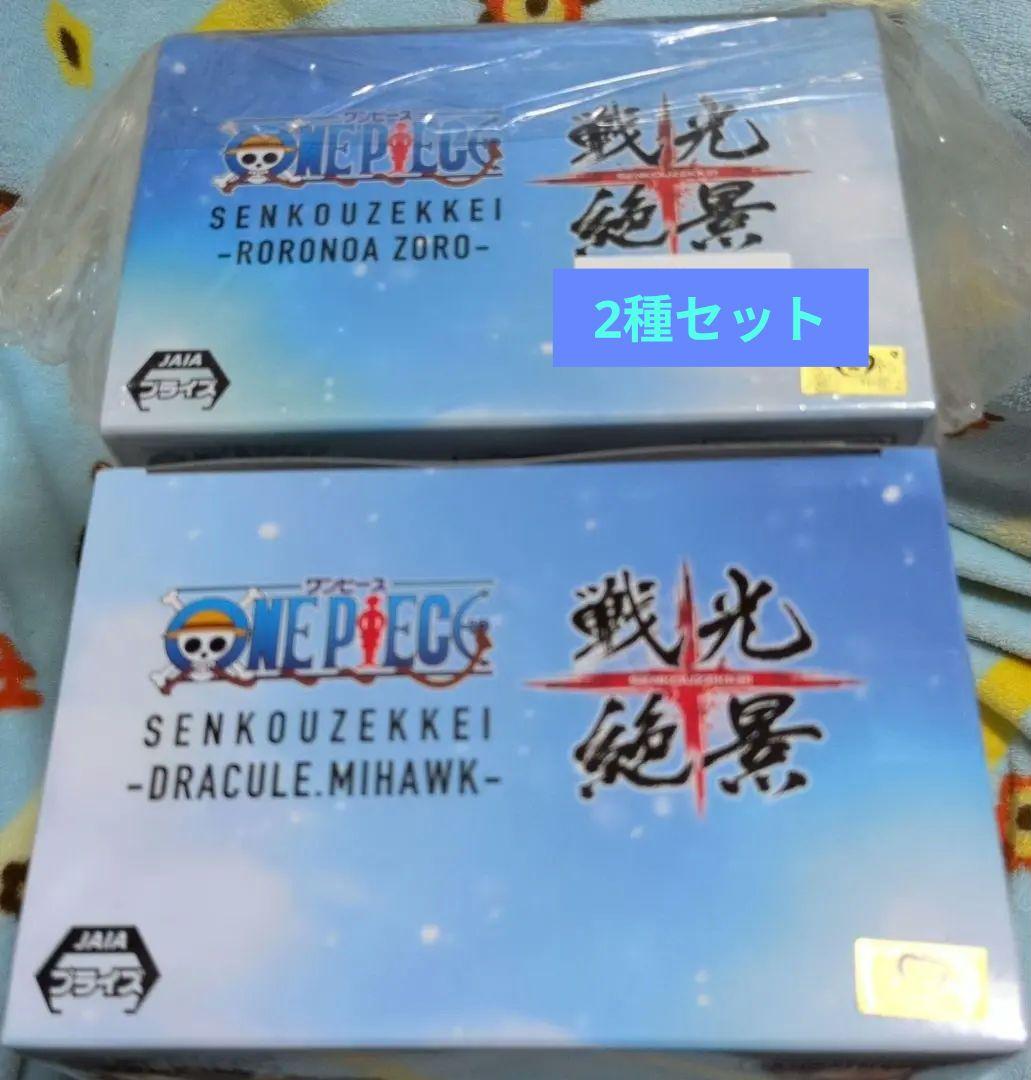 ワンピース
ONE PIECE
SENKOUZEKKEI
-RORONOA ZORO-
戦光
SENKOUZEKKEI
絶景
2種セット
JAIA
プライズ
ワンピース
ONE PIECE
SENKOUZEKKEI
-DRACULE.MIHAWK-
戦光
SENKOUZEKKEI
絶景
JAIA
プライズ